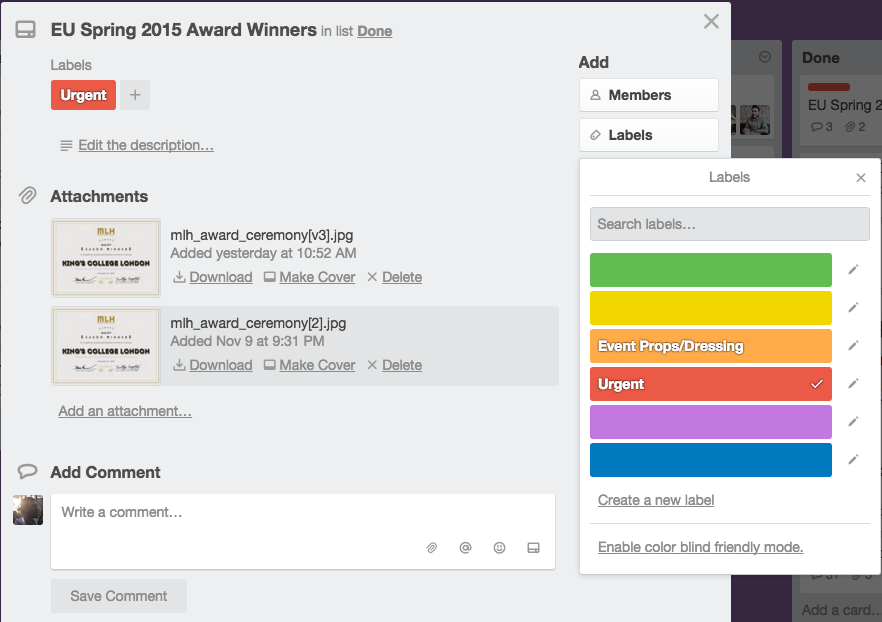 EU Spring 2015 Award Winners in list Done
Labels
Urgent
+
Edit the description…
Attachments
MLH
SEASON WINNER
KING'S COLLEGE LONDON
mlh_award_ceremony[v3].jpg
Added yesterday at 10:52 AM
Download Make Cover Delete
MLH
SEASON WINNER
KING'S COLLEGE LONDON
mlh_award_ceremony[2].jpg
Added Nov 9 at 9:31 PM
Download Make Cover Delete
Add an attachment…
Add Comment
Write a comment…
@
Save Comment
Add
Members
Labels
Labels
Search labels…
Event Props/Dressing
Urgent
Create a new label
Enable color blind friendly mode.
Done
EU Spring 2
3 2
Add a card…